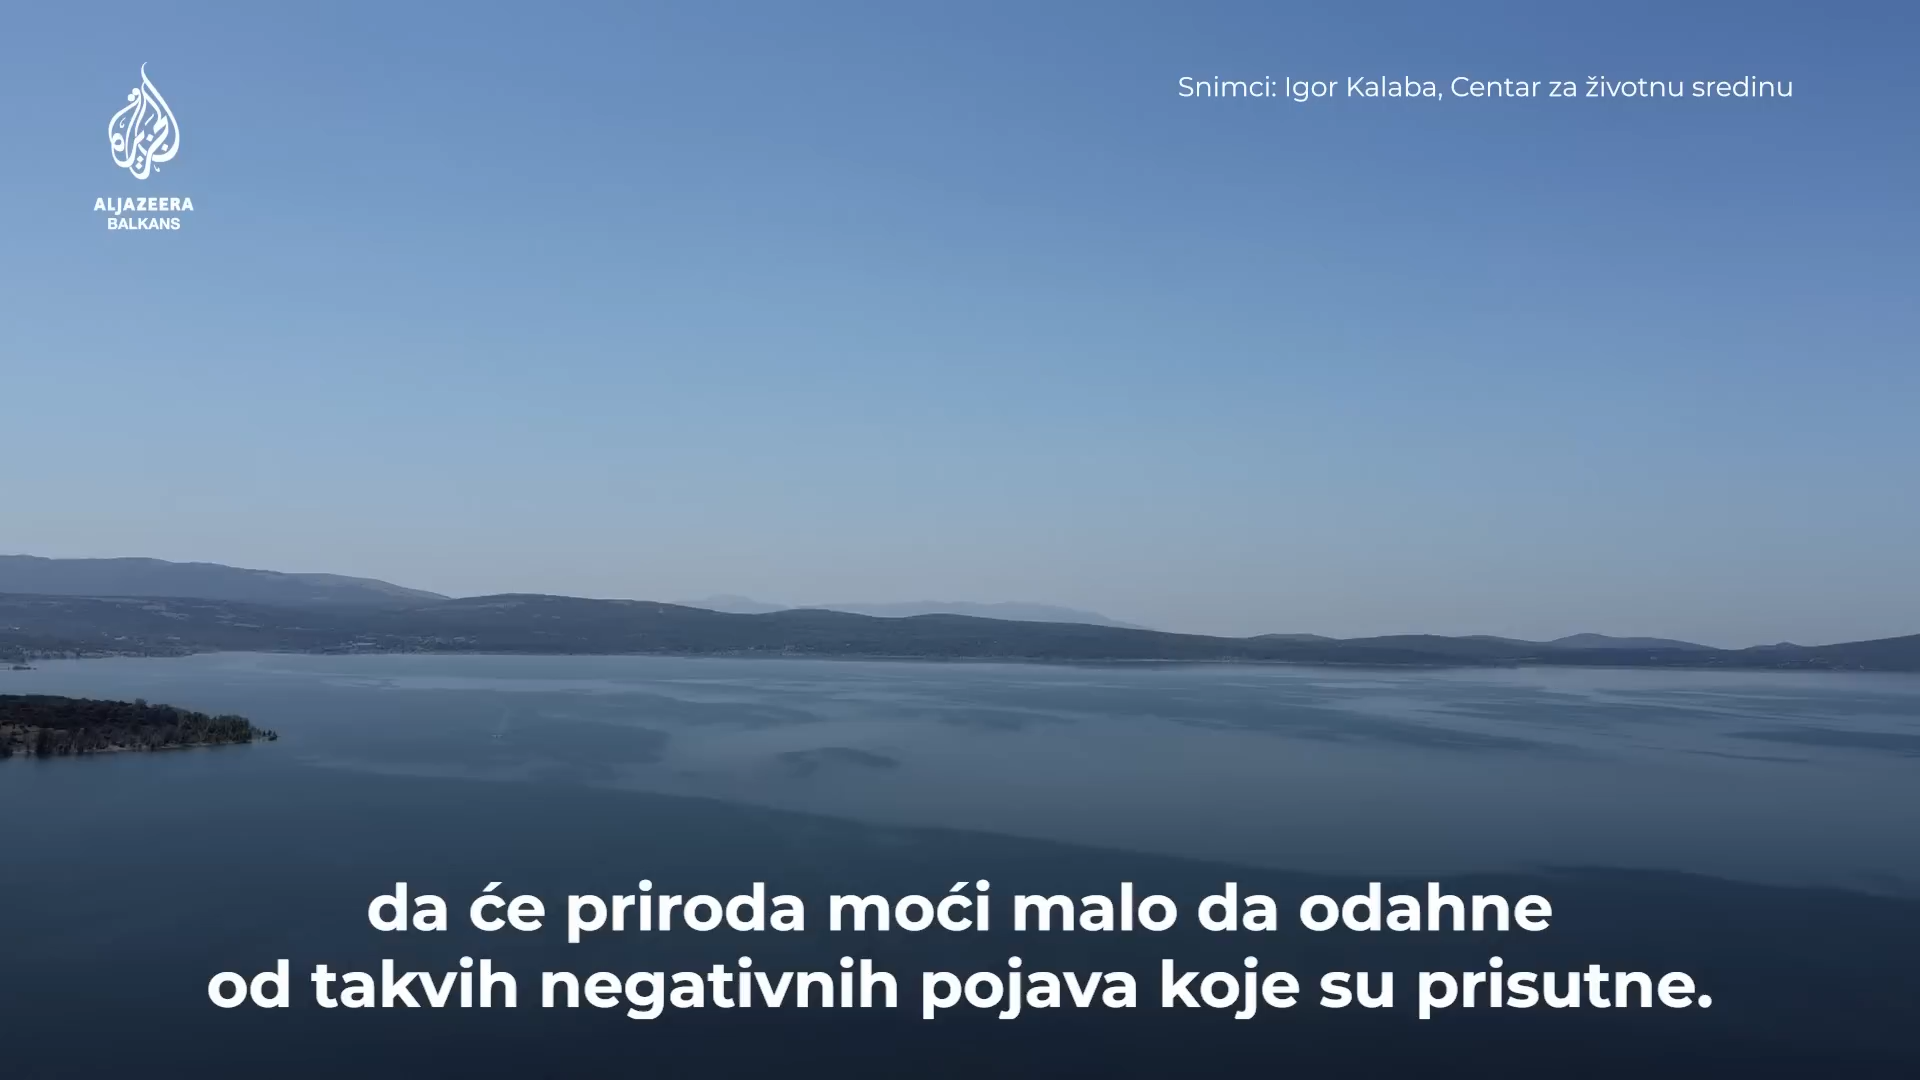 Snimci: Igor Kalaba, Centar za životnu sredinu
ALJAZEERA
BALKANS
da će priroda moći malo da odahne
od takvih negativnih pojava koje su prisutne.